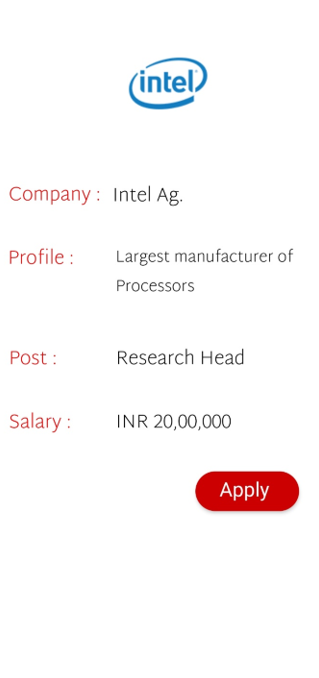 intel
Company : Intel Ag.
Profile : Largest manufacturer of
Processors
Post : Research Head
Salary : INR 20,00,000
Apply